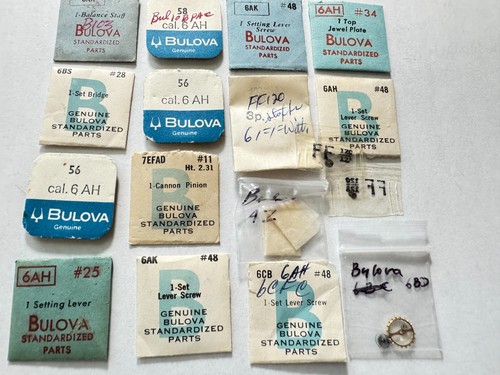 1-Balance Staff
BULOVA
STANDARDIZED
PARTS
58
cal. 6 AH
BULOVA
Genuine
6AK #48
1 Setting Lever
Screw
BULOVA
STANDARDIZED
PARTS
6AH #34
1 Top
Jewel Plate
BULOVA
STANDARDIZED
PARTS
6BS #28
1-Set Bridge
GENUINE
BULOVA
STANDARDIZED
PARTS
56
cal. 6 AH
BULOVA
Genuine
FF120
3p.
6AH #48
1-Set
Lever Screw
GENUINE
BULOVA
STANDARDIZED
PARTS
56
cal. 6 AH
BULOVA
Genuine
7EFAD #11
Ht. 2.31
1-Cannon Pinion
GENUINE
BULOVA
STANDARDIZED
PARTS
FF
6AH #25
1 Setting Lever
BULOVA
STANDARDIZED
PARTS
6AK #48
1-Set
Lever Screw
GENUINE
BULOVA
STANDARDIZED
PARTS
6CB 6AH #48
1-Set Lever Screw
GENUINE
BULOVA
STANDARDIZED
PARTS
Bulova
6BD